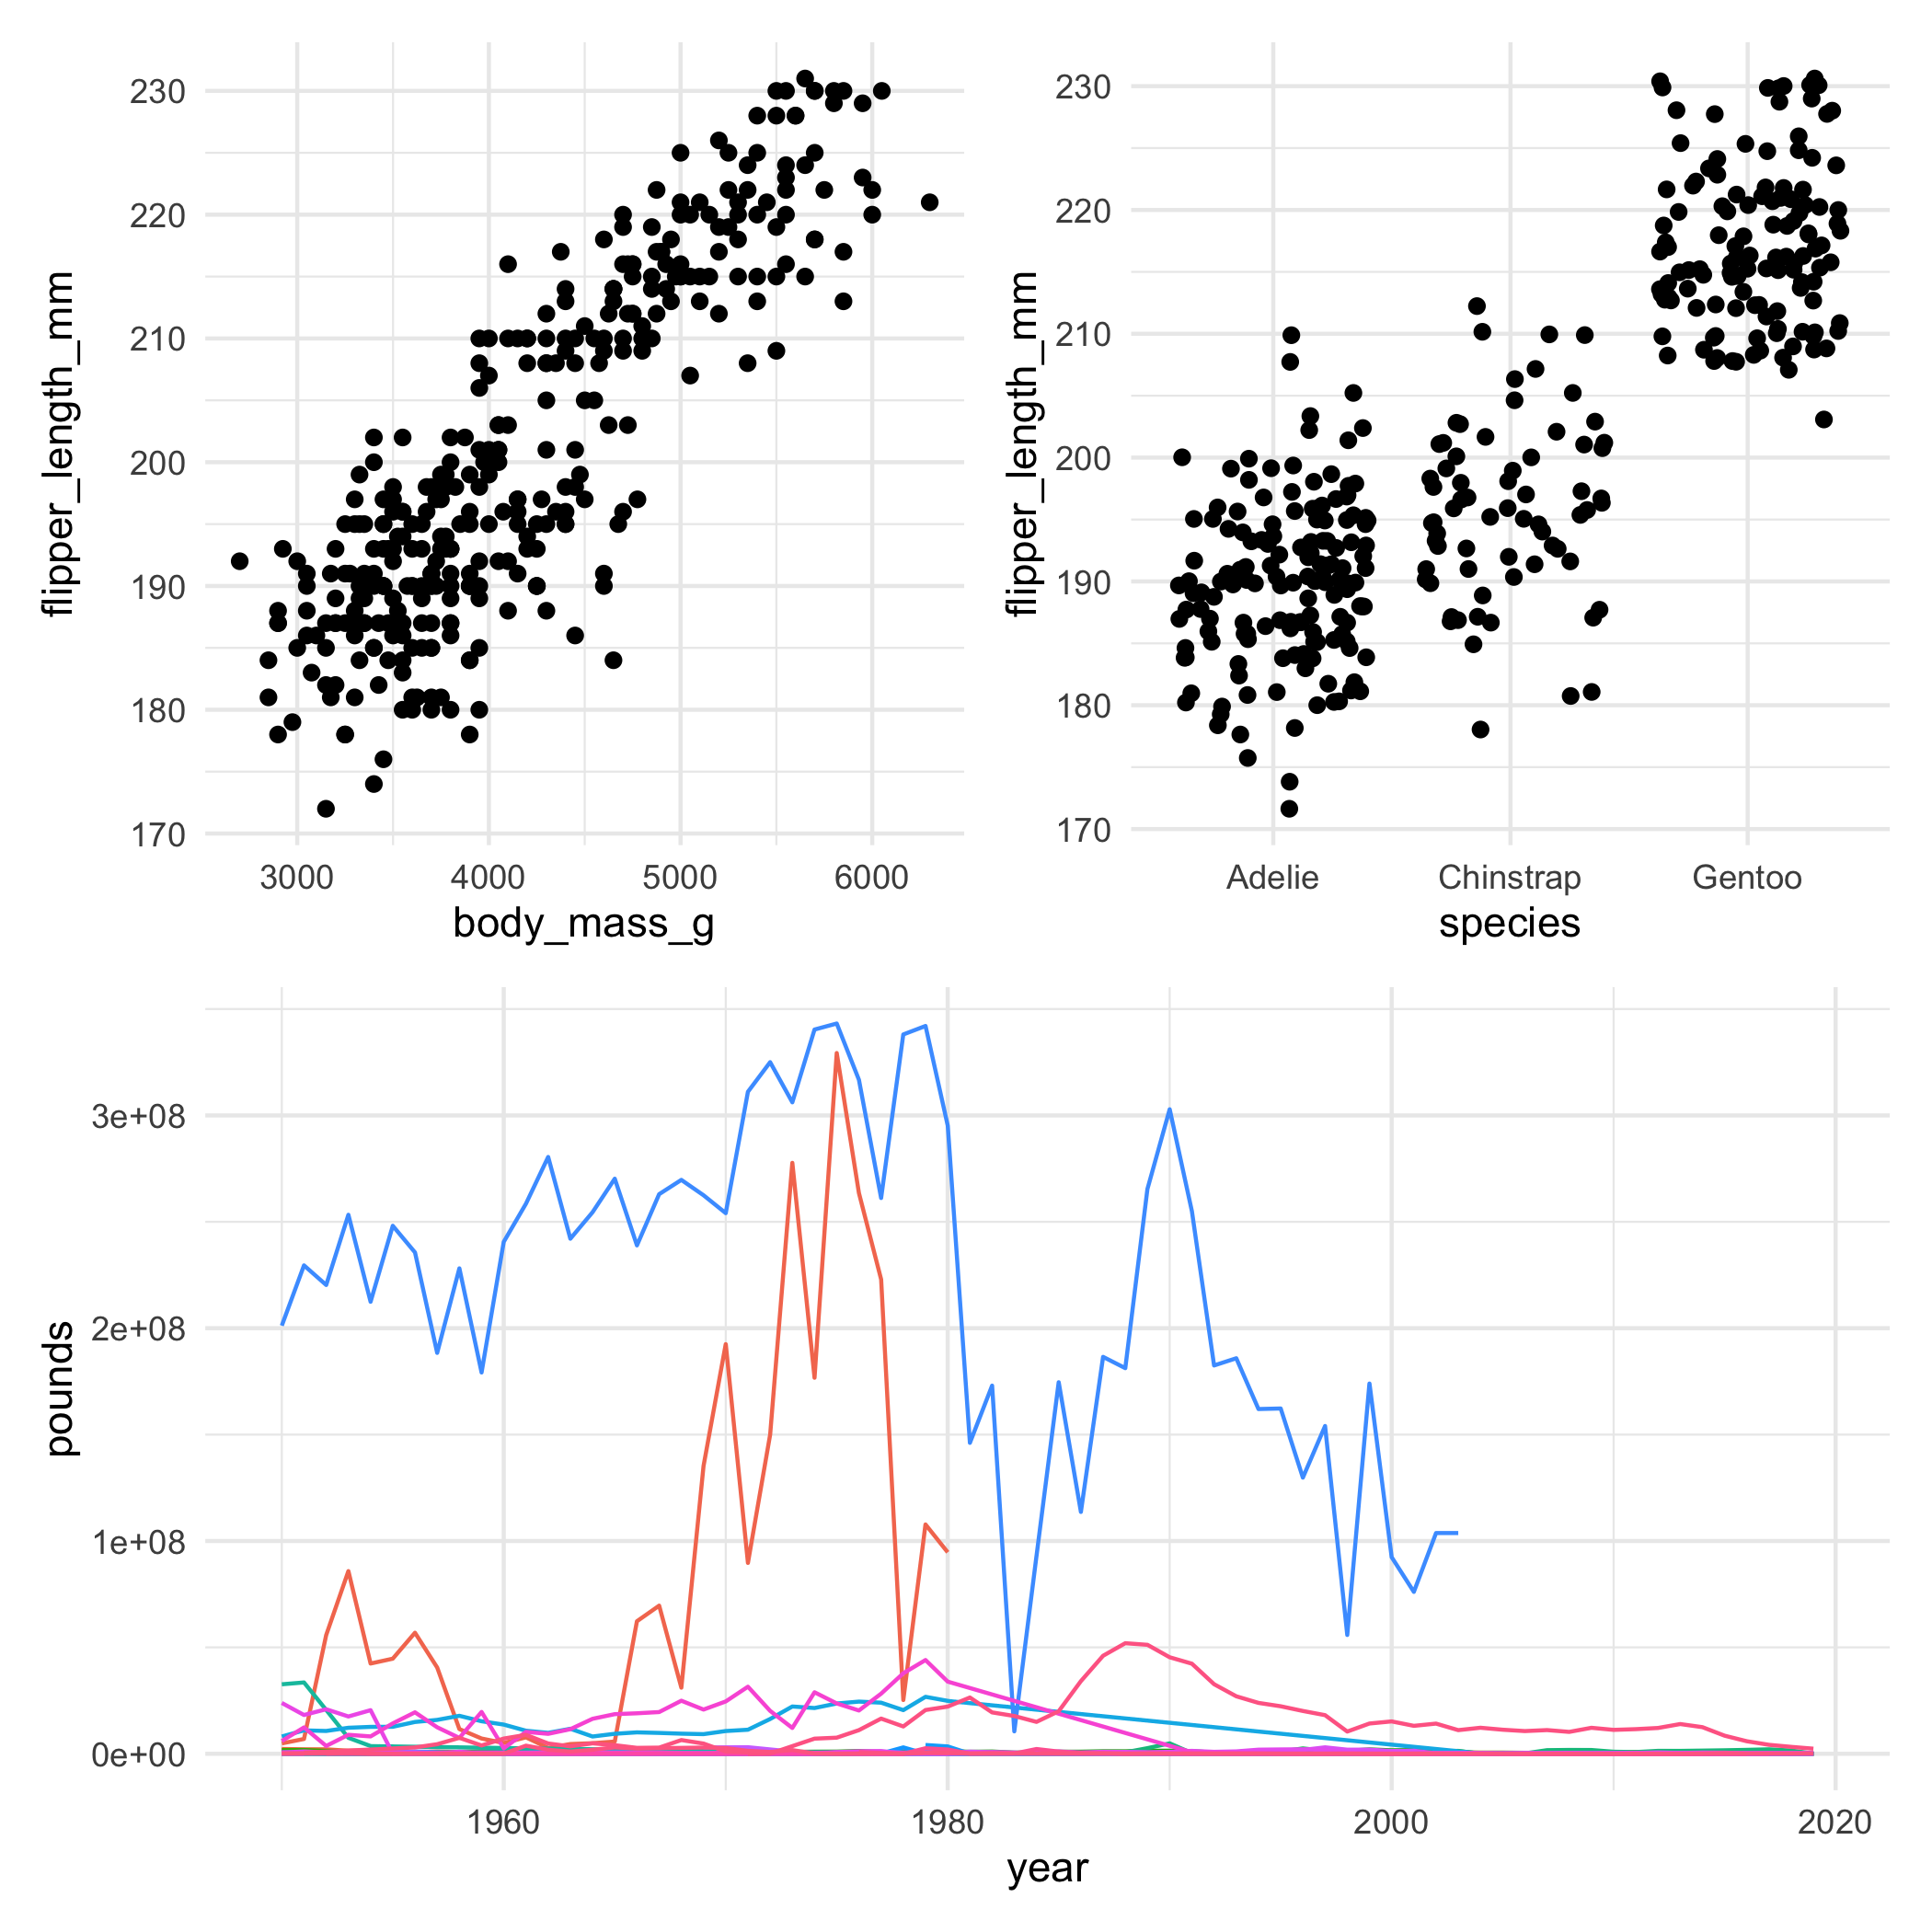 flipper_length_mm
230
220
210
200
190
180
170
3000 4000 5000 6000
body_mass_g
flipper_length_mm
230
220
210
200
190
180
170
Adelie Chinstrap Gentoo
species
pounds
3e+08
2e+08
1e+08
0e+00
1960 1980 2000 2020
year